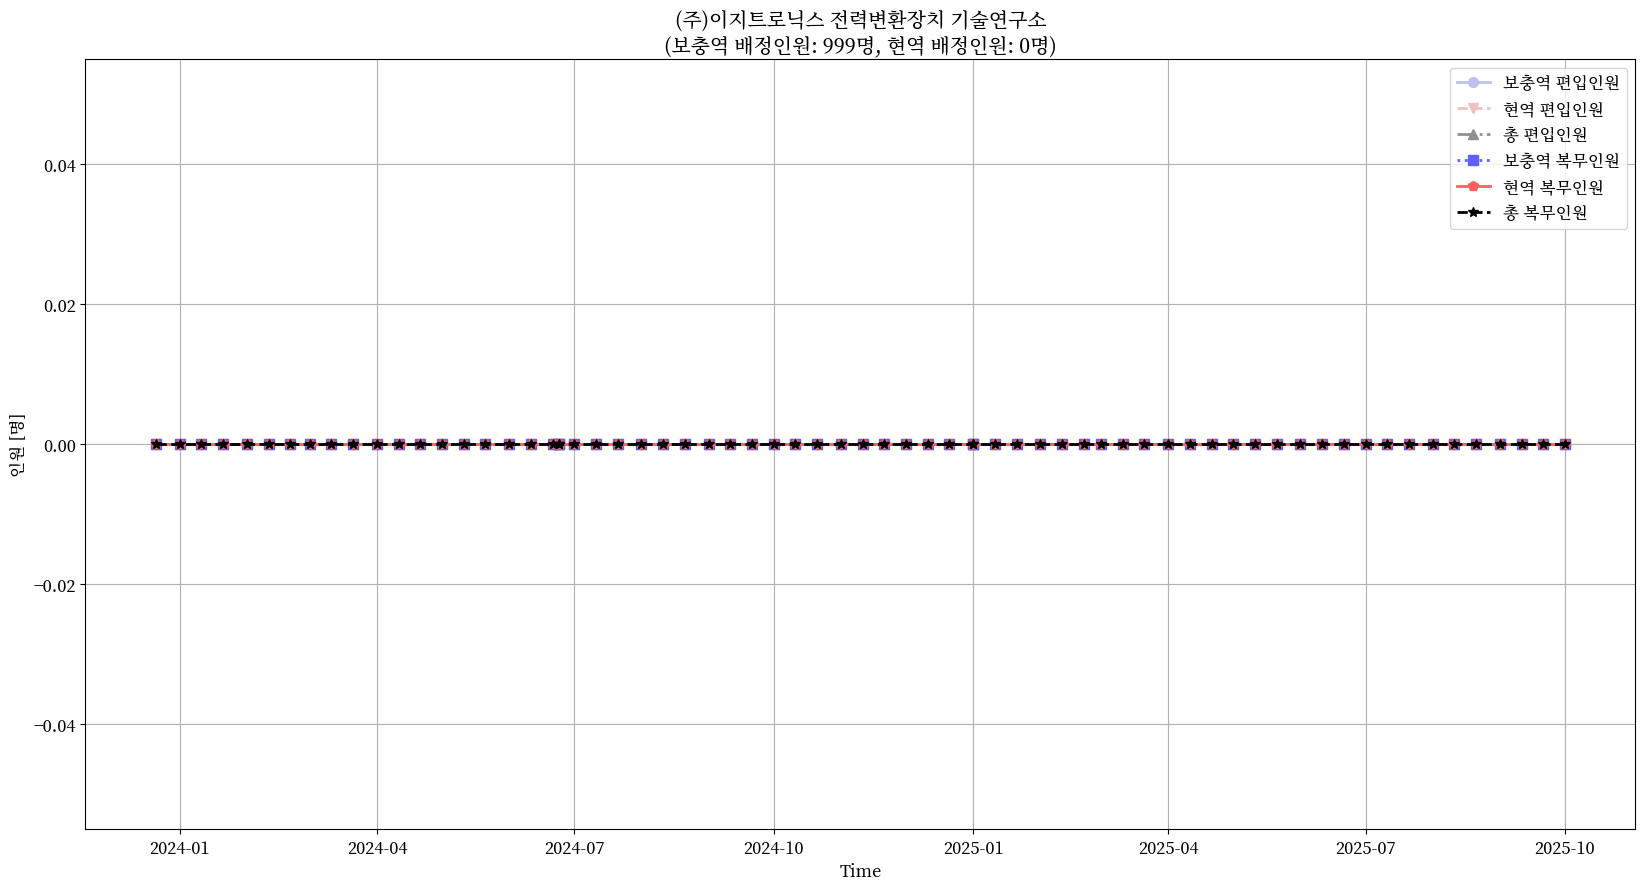 (주)이지트로닉스 전력변환장치 기술연구소
(보충역 배정인원: 999명, 현역 배정인원: 0명)
보충역 편입인원
현역 편입인원
총 편입인원
보충역 복무인원
현역 복무인원
총 복무인원
인원 [명]
0.04
0.02
0.00
−0.02
−0.04
2024-01 2024-04 2024-07 2024-10 2025-01 2025-04 2025-07 2025-10
Time